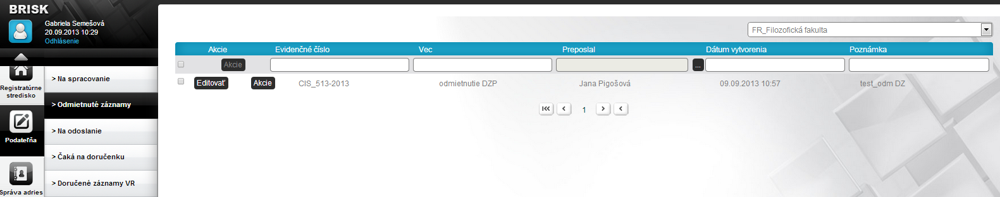 BRISK
Gabriela Semešová
20.09.2013 10:29
Odhlásenie
FR_Filozofická fakulta
Akcie Evidenčné číslo Vec Preposlal Dátum vytvorenia Poznámka
Akcie ...
Editovať Akcie CIS_513-2013 odmietnutie DZP Jana Pigošová 09.09.2013 10:57 test_odm DZ
1
Registratúrne
stredisko
Podateľňa
Správa adries
> Na spracovanie
> Odmietnuté záznamy
> Na odoslanie
> Čaká na doručenku
> Doručené záznamy VR